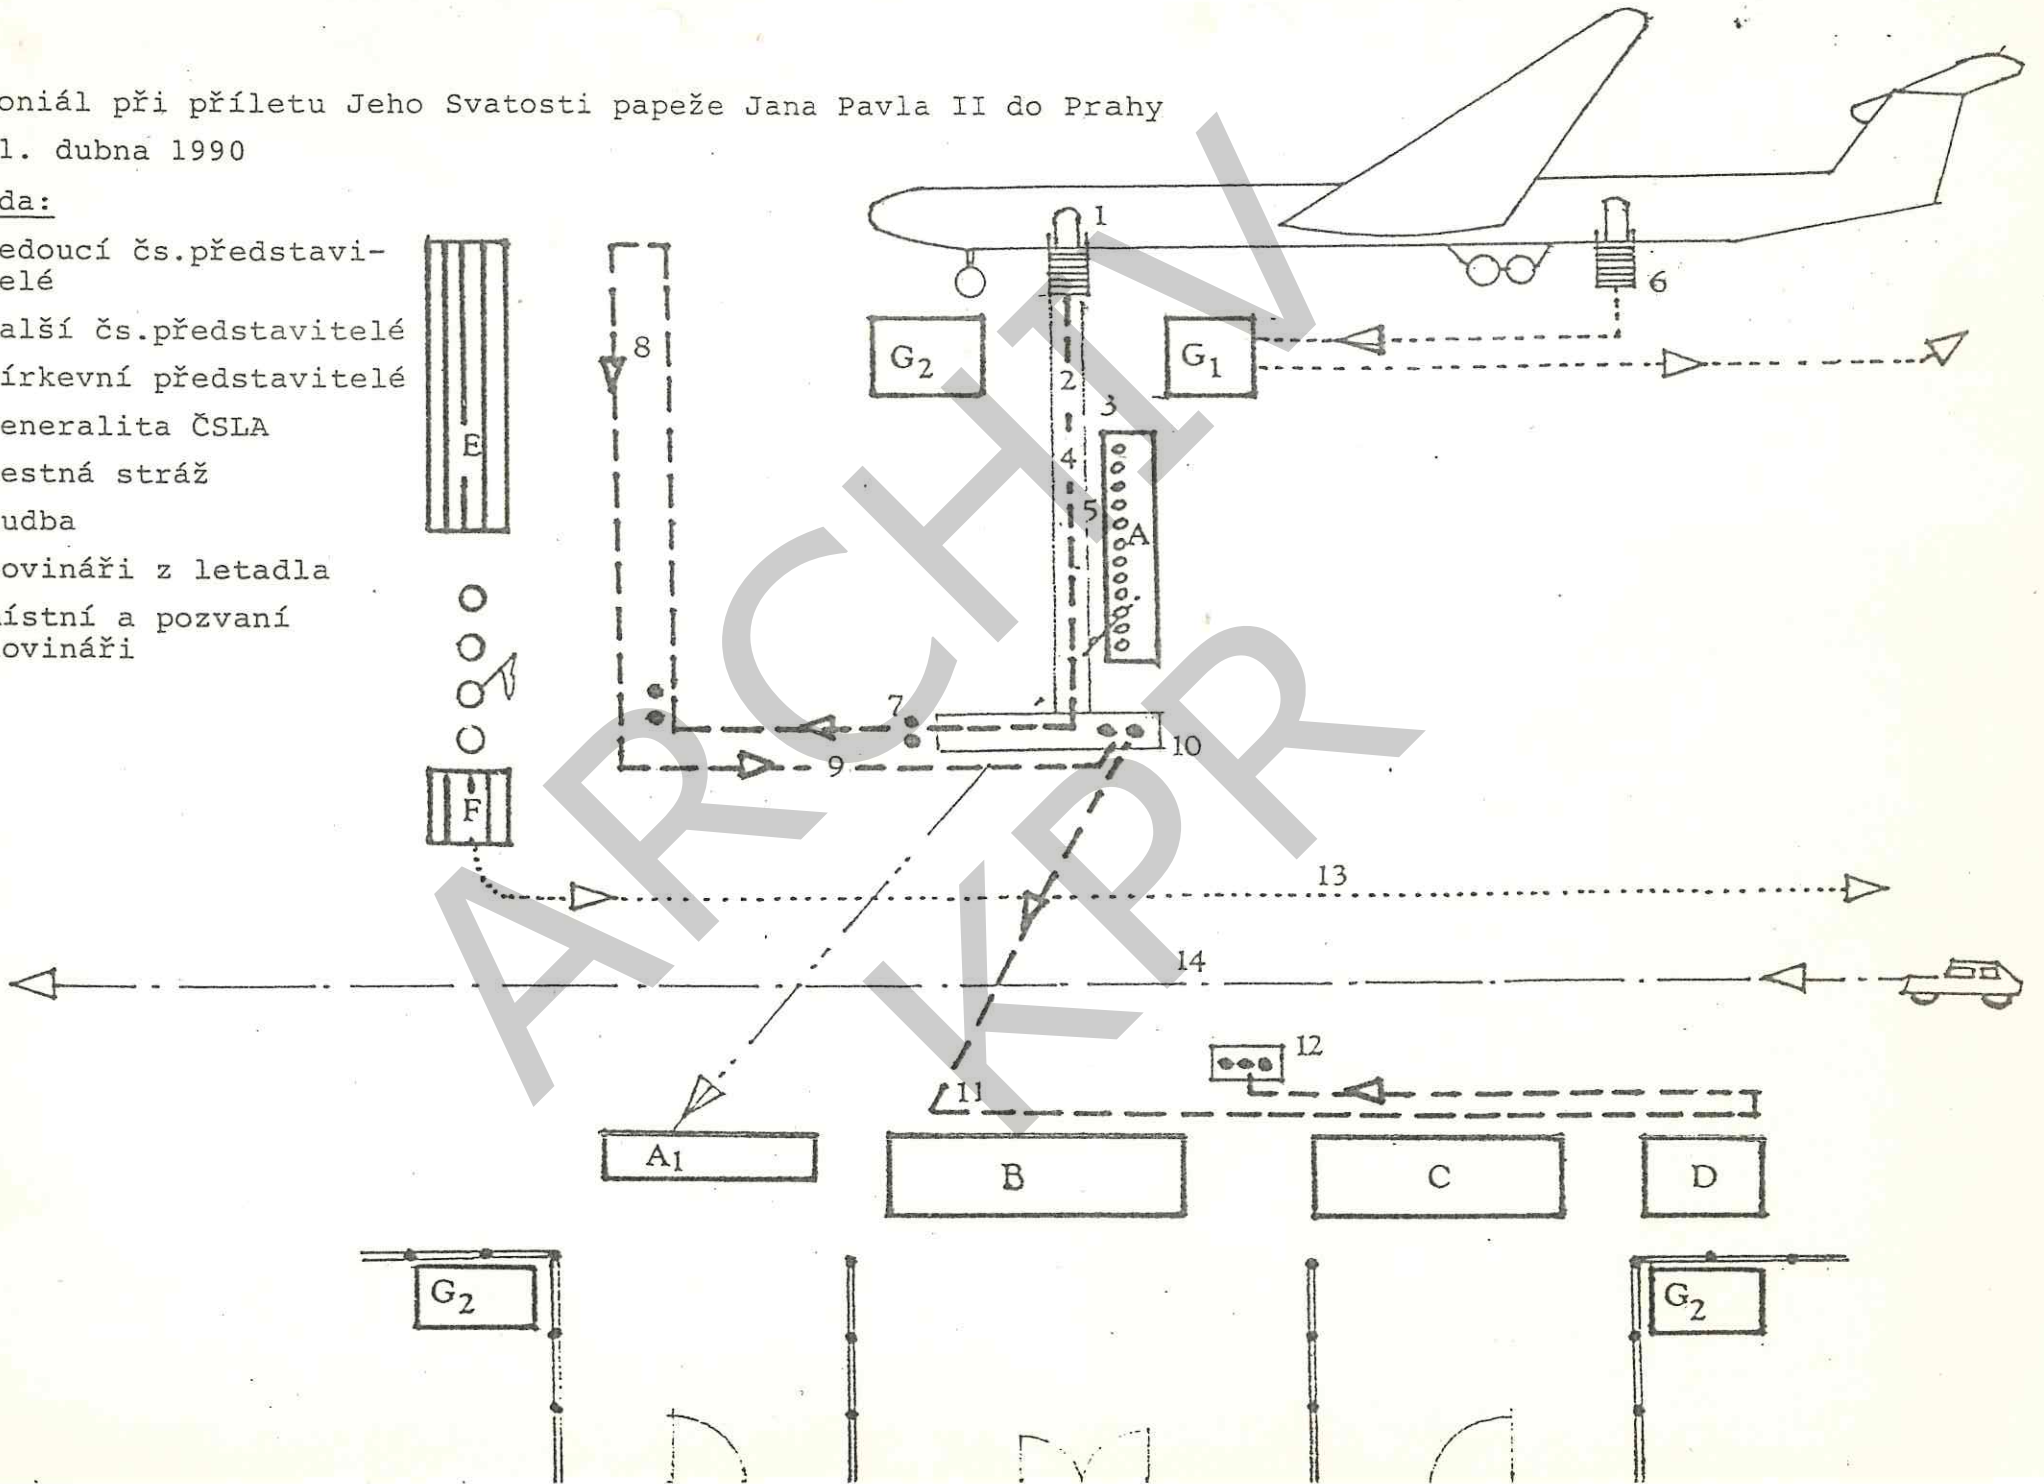 oniál při příletu Jeho Svatosti papeže Jana Pavla II do Prahy
1. dubna 1990
da:
edoucí čs.představi-
elé
alší čs.představitelé
írkevní představitelé
eneralita ČSLA
estná stráž
udba
ovináři z letadla
ístní a pozvaní
ovináři
1
6
8
G2
G1
2
3
E
4
5
A
7
10
9
F
13
14
12
11
A1
B
C
D
G2
G2
ARCHIV
KPR